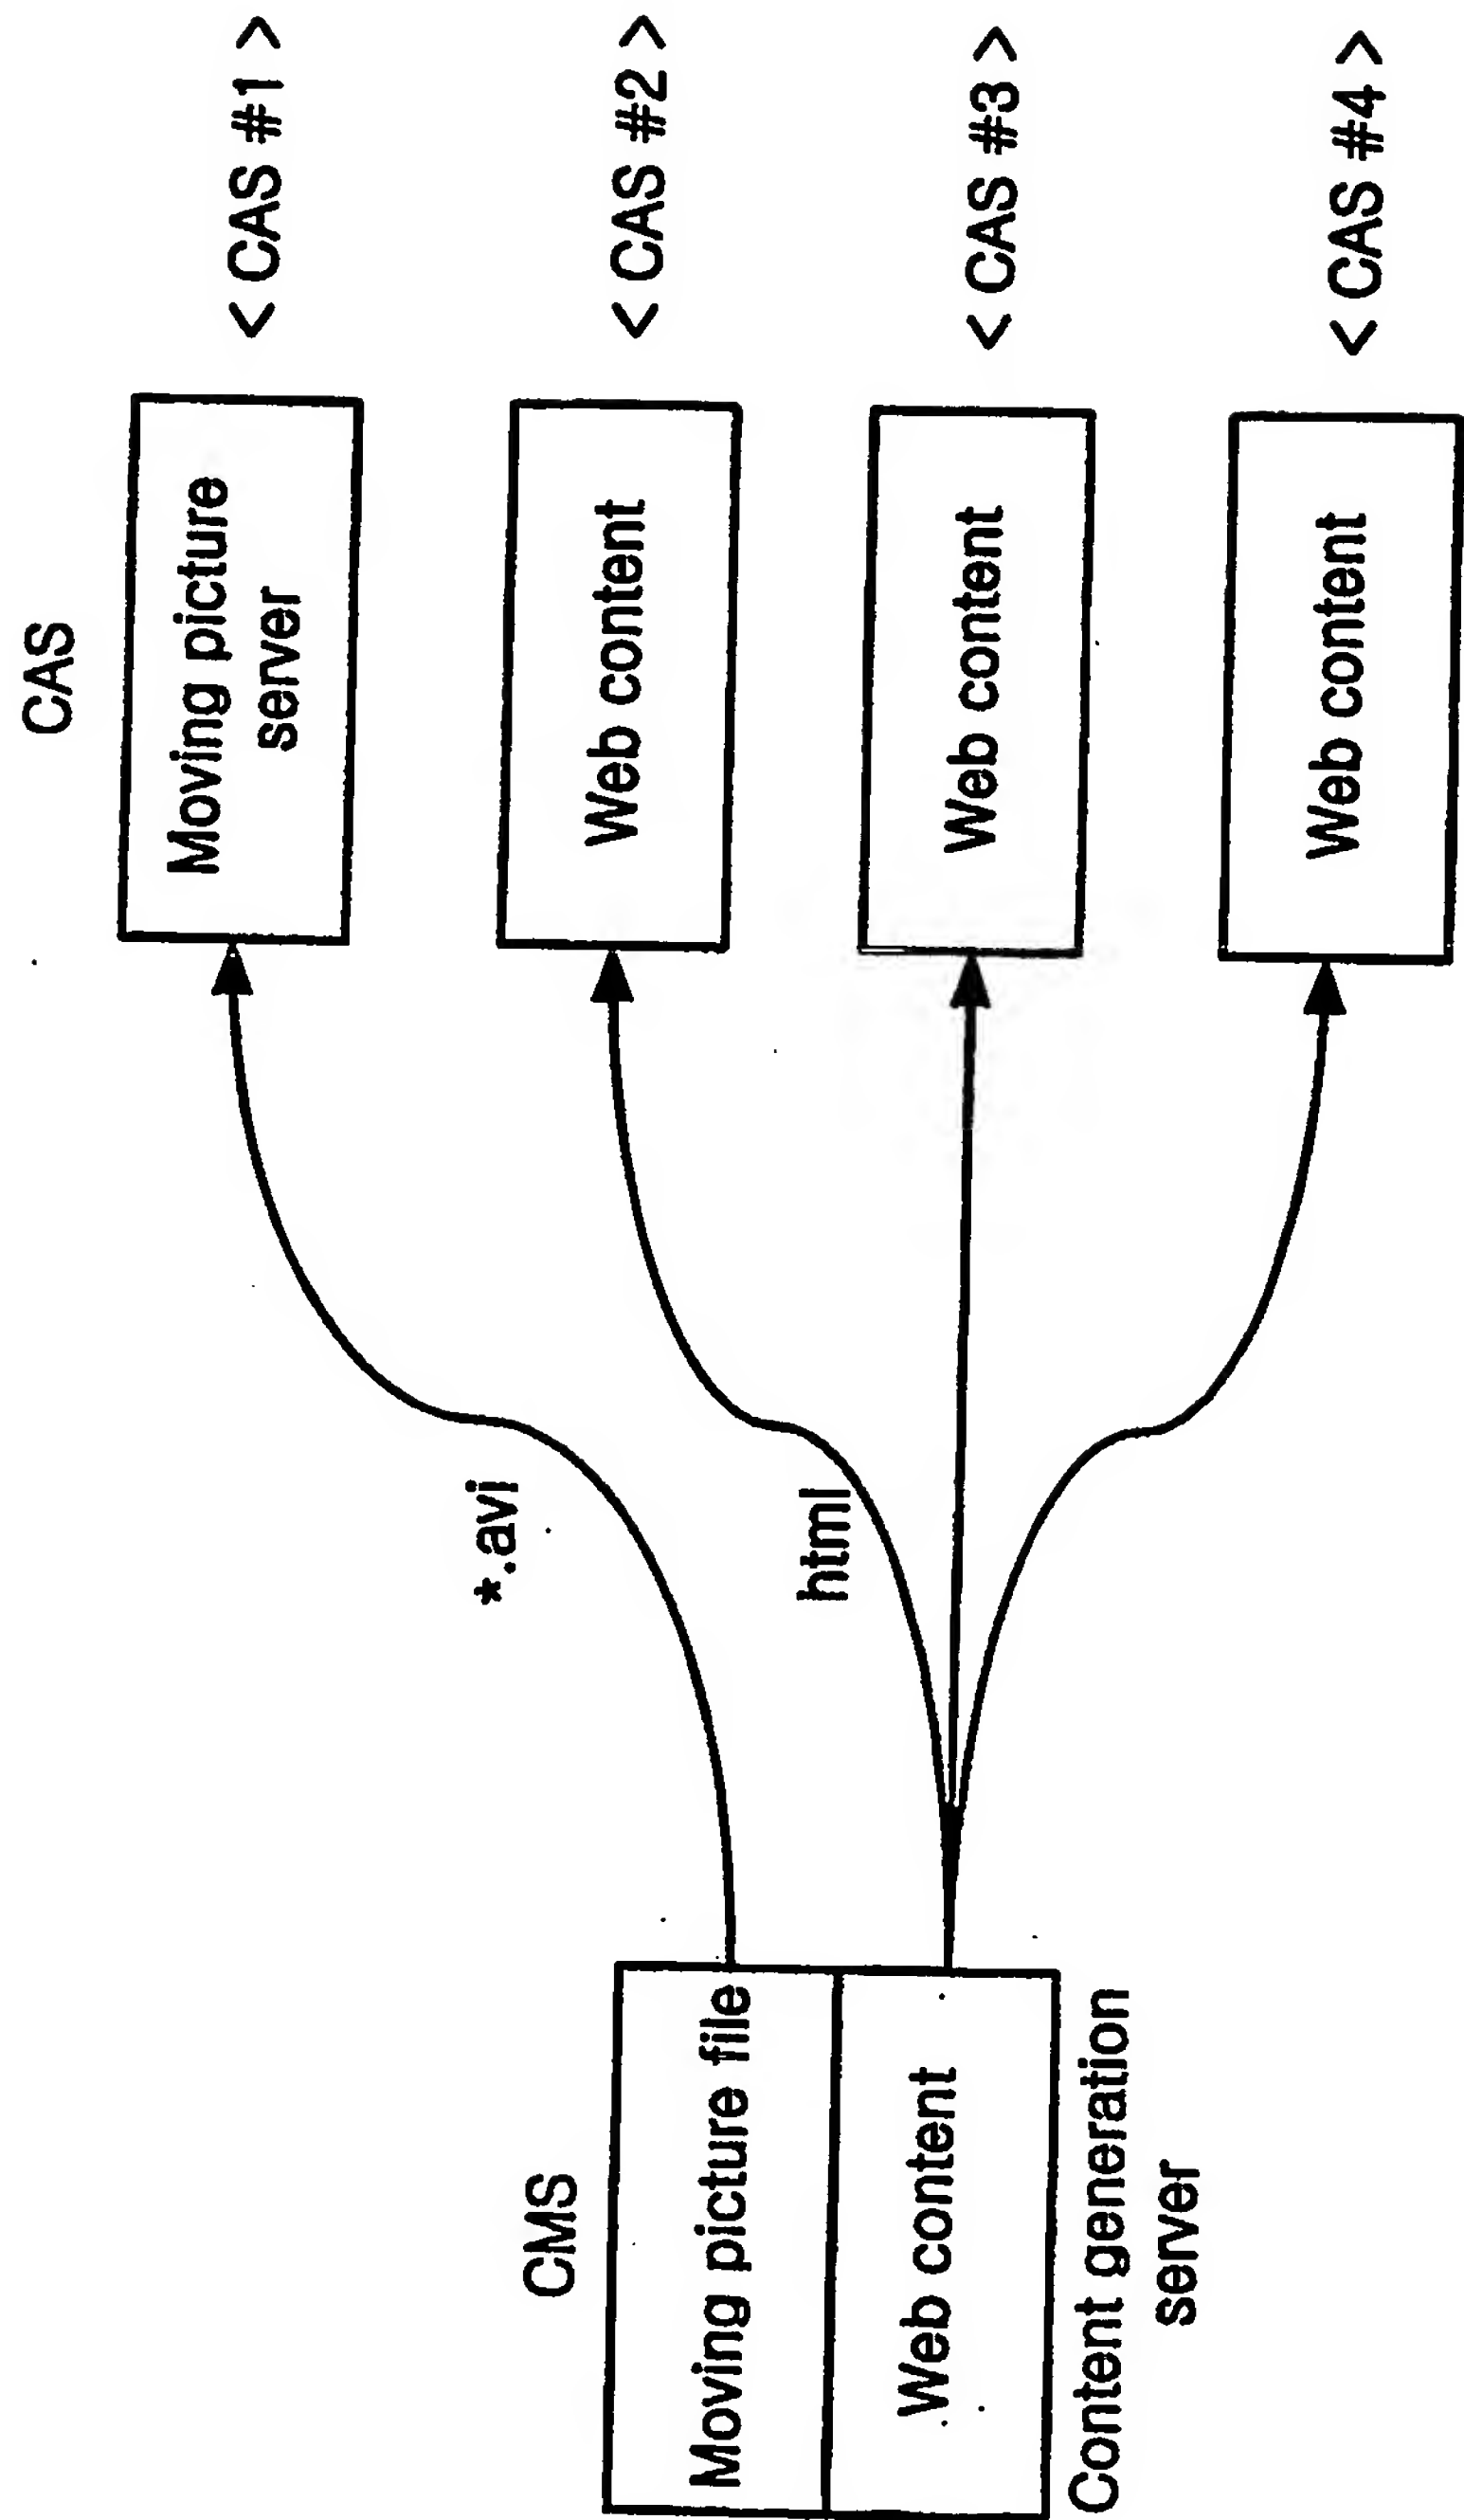 CAS
Moving picture
server
< CAS #1 >
*.avi
Web content
< CAS #2 >
CMS
Moving picture file
html
Web content
< CAS #3 >
Web content
Content generation
server
Web content
< CAS #4 >